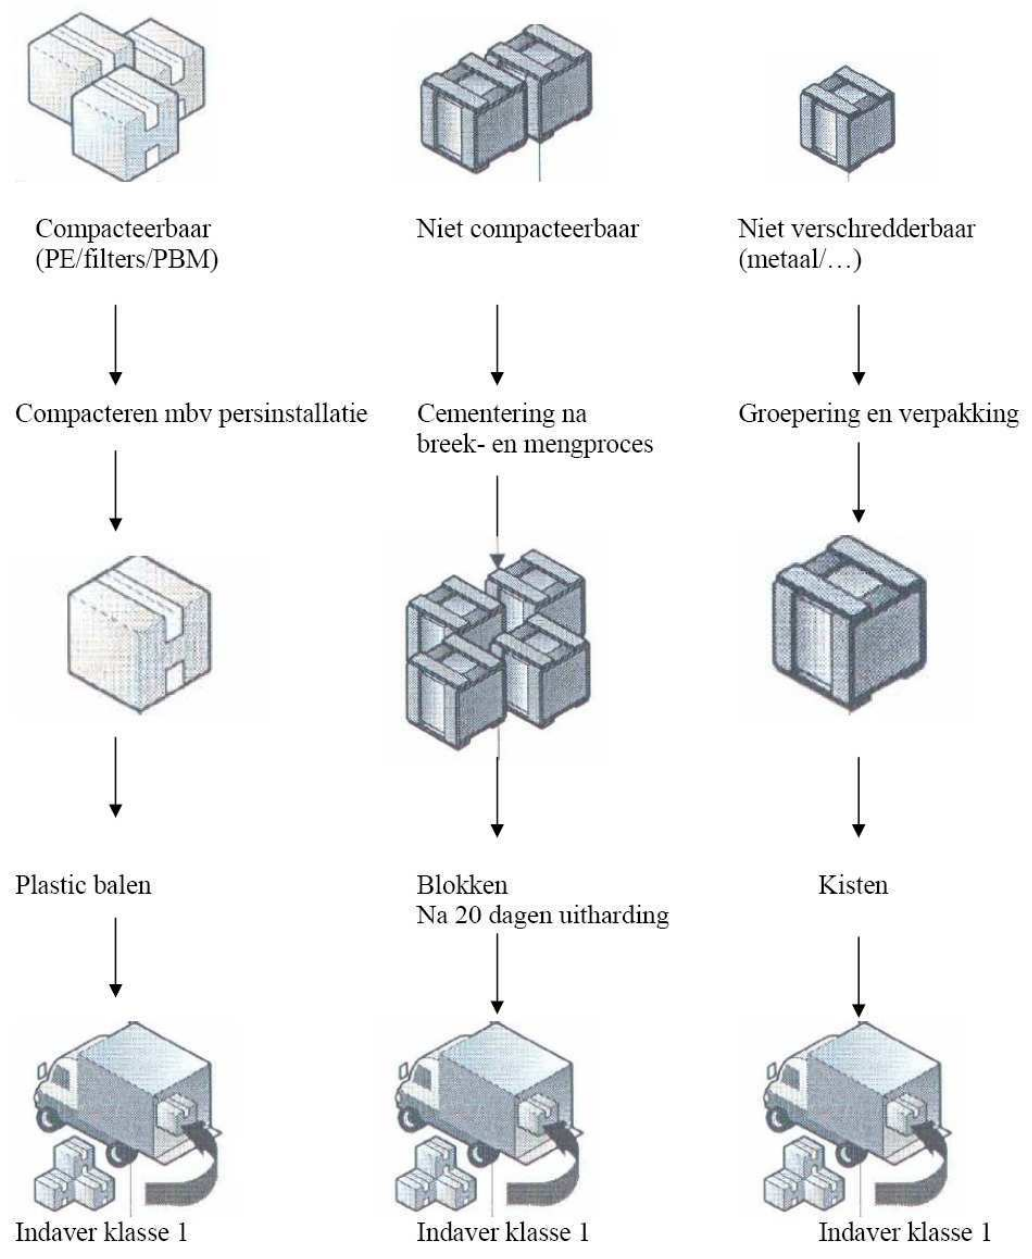 Compacteerbaar
(PE/filters/PBM)
Niet compacteerbaar
Niet verschredderbaar
(metaal/…)
Compacteren mbv persinstallatie
Cementering na
breek- en mengproces
Groepering en verpakking
Plastic balen
Blokken
Na 20 dagen uitharding
Kisten
Indaver klasse 1
Indaver klasse 1
Indaver klasse 1